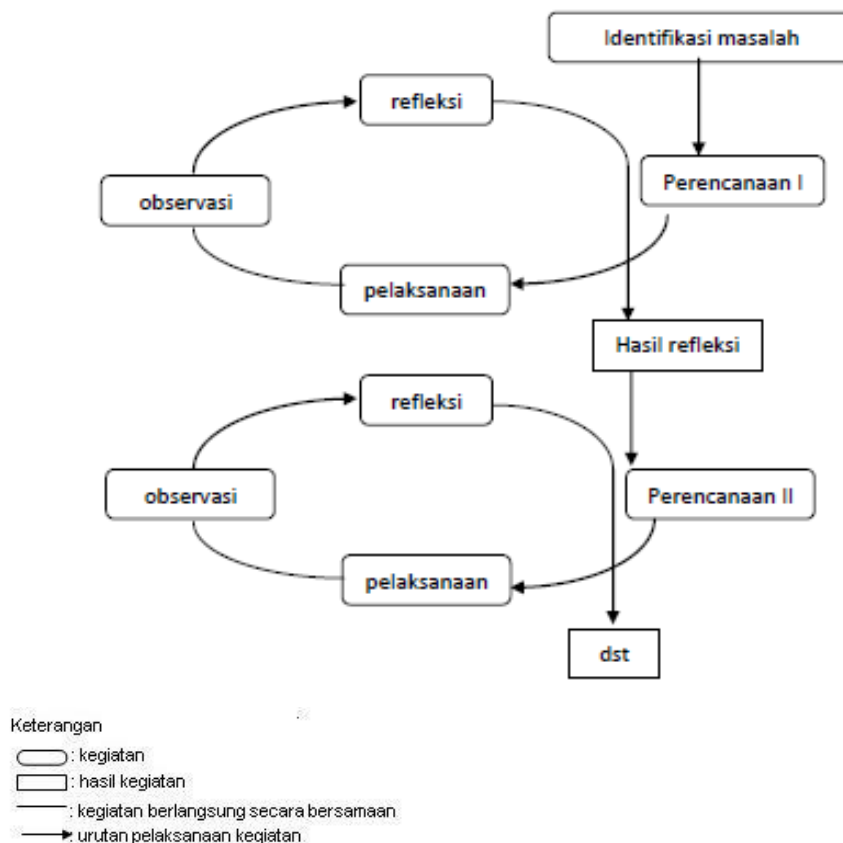 Identifikasi masalah
refleksi
Perencanaan I
observasi
pelaksanaan
Hasil refleksi
refleksi
observasi
Perencanaan II
pelaksanaan
dst
Keterangan
: kegiatan
: hasil kegiatan
: kegiatan berlangsung secara bersamaan
: urutan pelaksanaan kegiatan